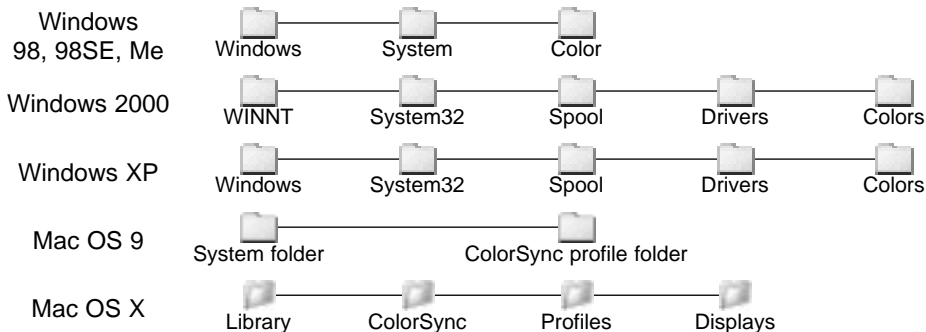 Windows
98, 98SE, Me
Windows System Color
Windows 2000
WINNT System32 Spool Drivers Colors
Windows XP
Windows System32 Spool Drivers Colors
Mac OS 9
System folder ColorSync profile folder
Mac OS X
Library ColorSync Profiles Displays